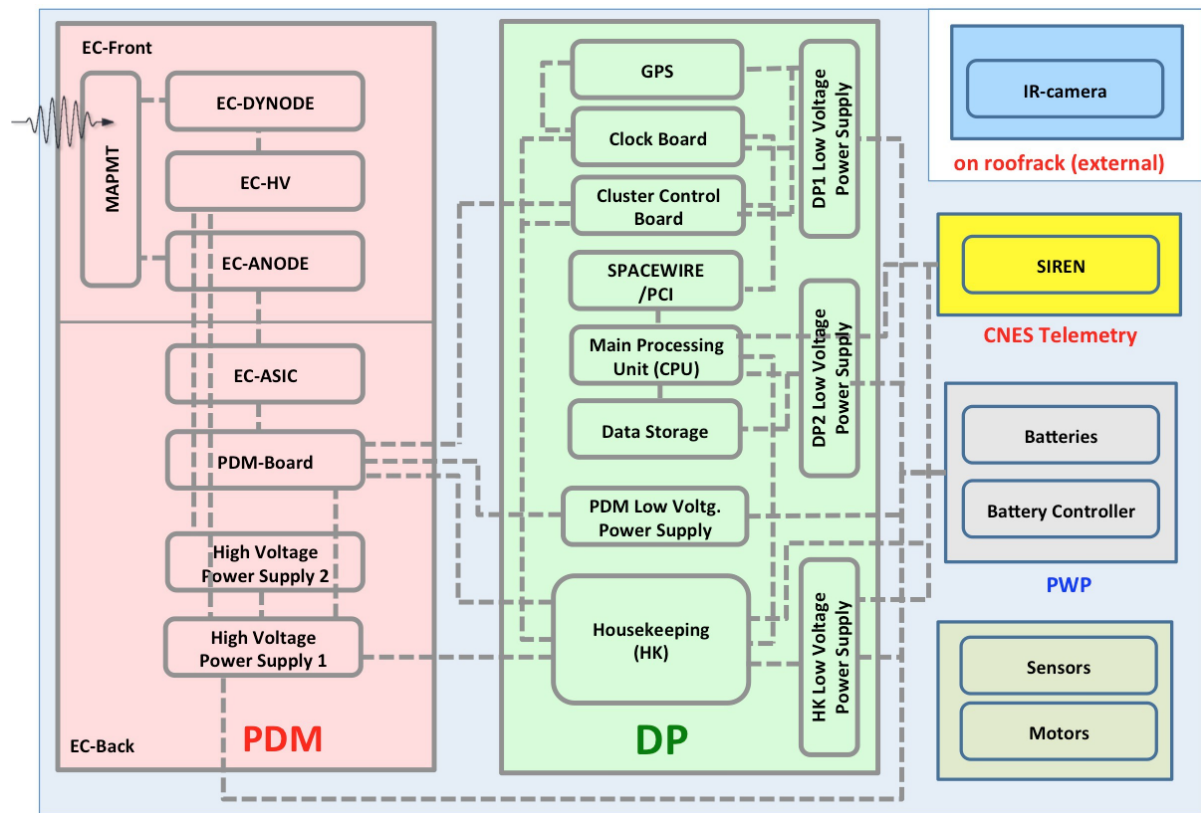 EC-Front
MAPMT
EC-DYNODE
EC-HV
EC-ANODE
EC-ASIC
PDM-Board
High Voltage
Power Supply 2
High Voltage
Power Supply 1
EC-Back
PDM
GPS
Clock Board
Cluster Control
Board
SPACEWIRE
/PCI
Main Processing
Unit (CPU)
Data Storage
PDM Low Voltg.
Power Supply
Housekeeping
(HK)
DP
DP1 Low Voltage
Power Supply
DP2 Low Voltage
Power Supply
HK Low Voltage
Power Supply
IR-camera
on roofrack (external)
SIREN
CNES Telemetry
Batteries
Battery Controller
PWP
Sensors
Motors